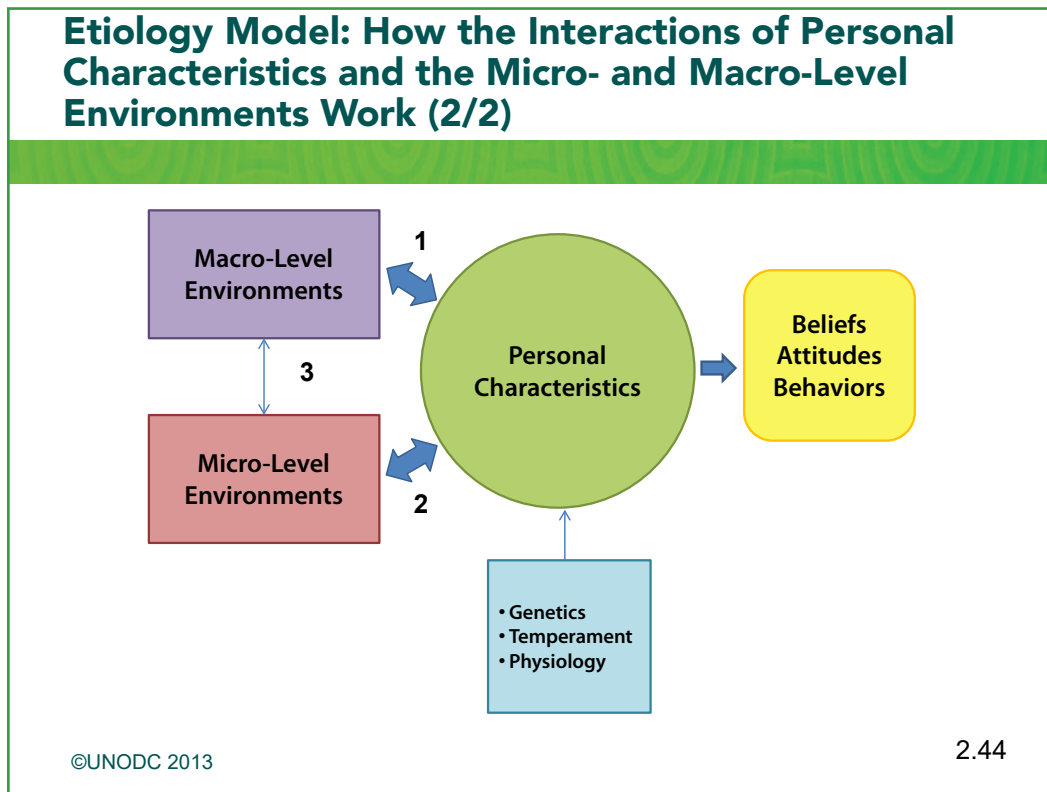 Etiology Model: How the Interactions of Personal
Characteristics and the Micro- and Macro-Level
Environments Work (2/2)
Macro-Level
Environments
1
Personal
Characteristics
Beliefs
Attitudes
Behaviors
3
Micro-Level
Environments
2
• Genetics
• Temperament
• Physiology
©UNODC 2013
2.44